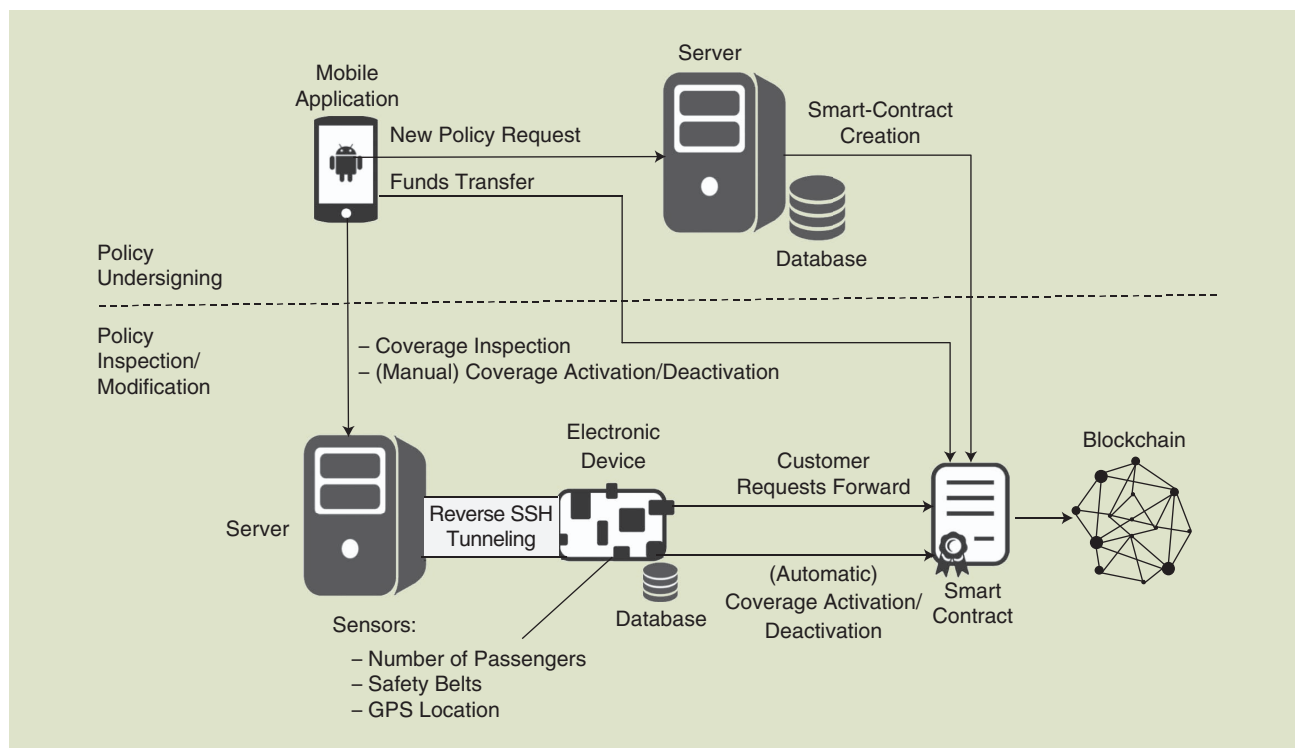 Server
Mobile
Application
Smart-Contract
Creation
New Policy Request
Funds Transfer
Database
Policy
Undersigning
Policy
Inspection/
Modification
– Coverage Inspection
– (Manual) Coverage Activation/Deactivation
Electronic
Device
Customer
Requests Forward
Blockchain
Server
Reverse SSH
Tunneling
(Automatic)
Coverage Activation/
Deactivation
Smart
Contract
Database
Sensors:
– Number of Passengers
– Safety Belts
– GPS Location